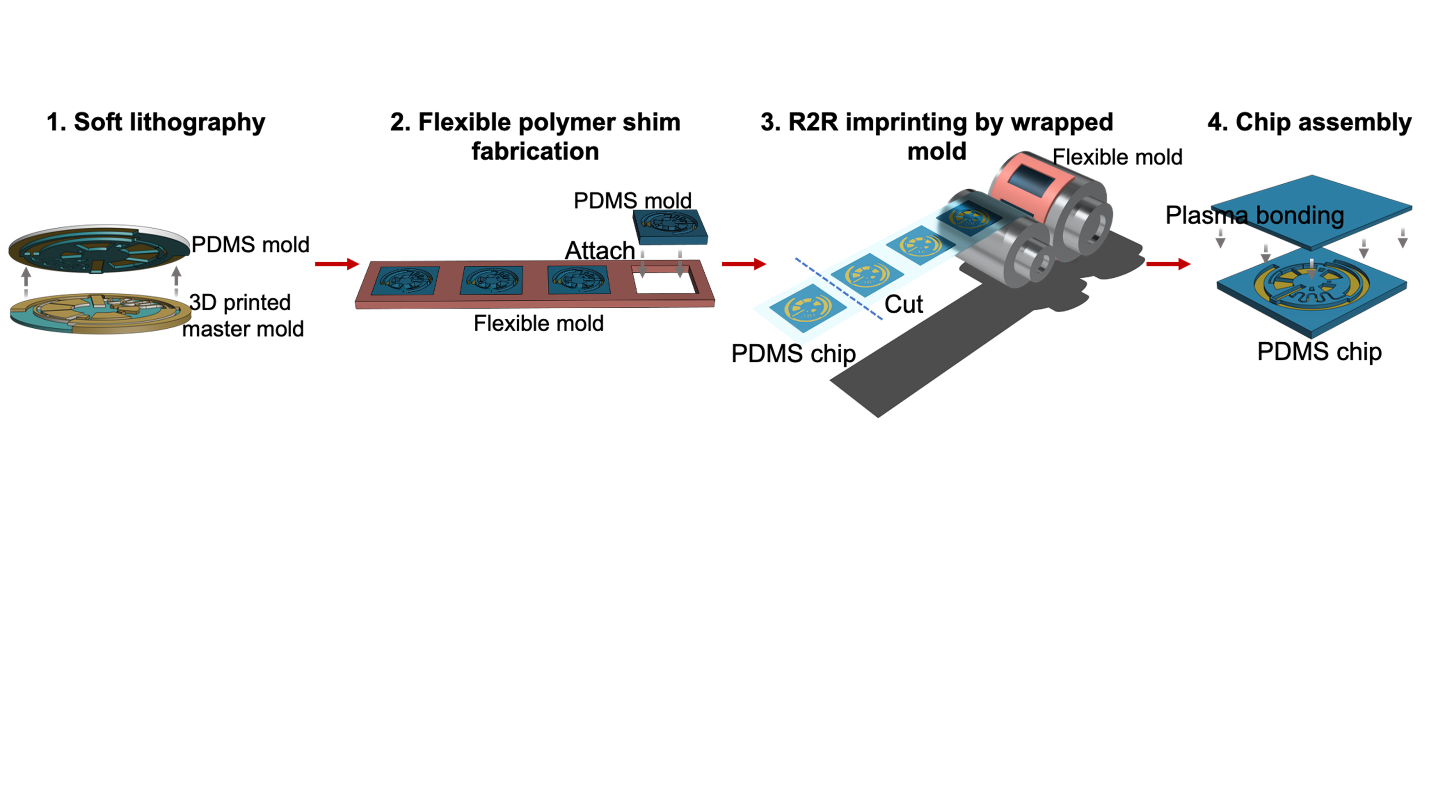 1. Soft lithography
PDMS mold
3D printed
master mold
2. Flexible polymer shim
fabrication
PDMS mold
Attach
Flexible mold
3. R2R imprinting by wrapped
mold
Flexible mold
Cut
PDMS chip
4. Chip assembly
Plasma bonding
PDMS chip